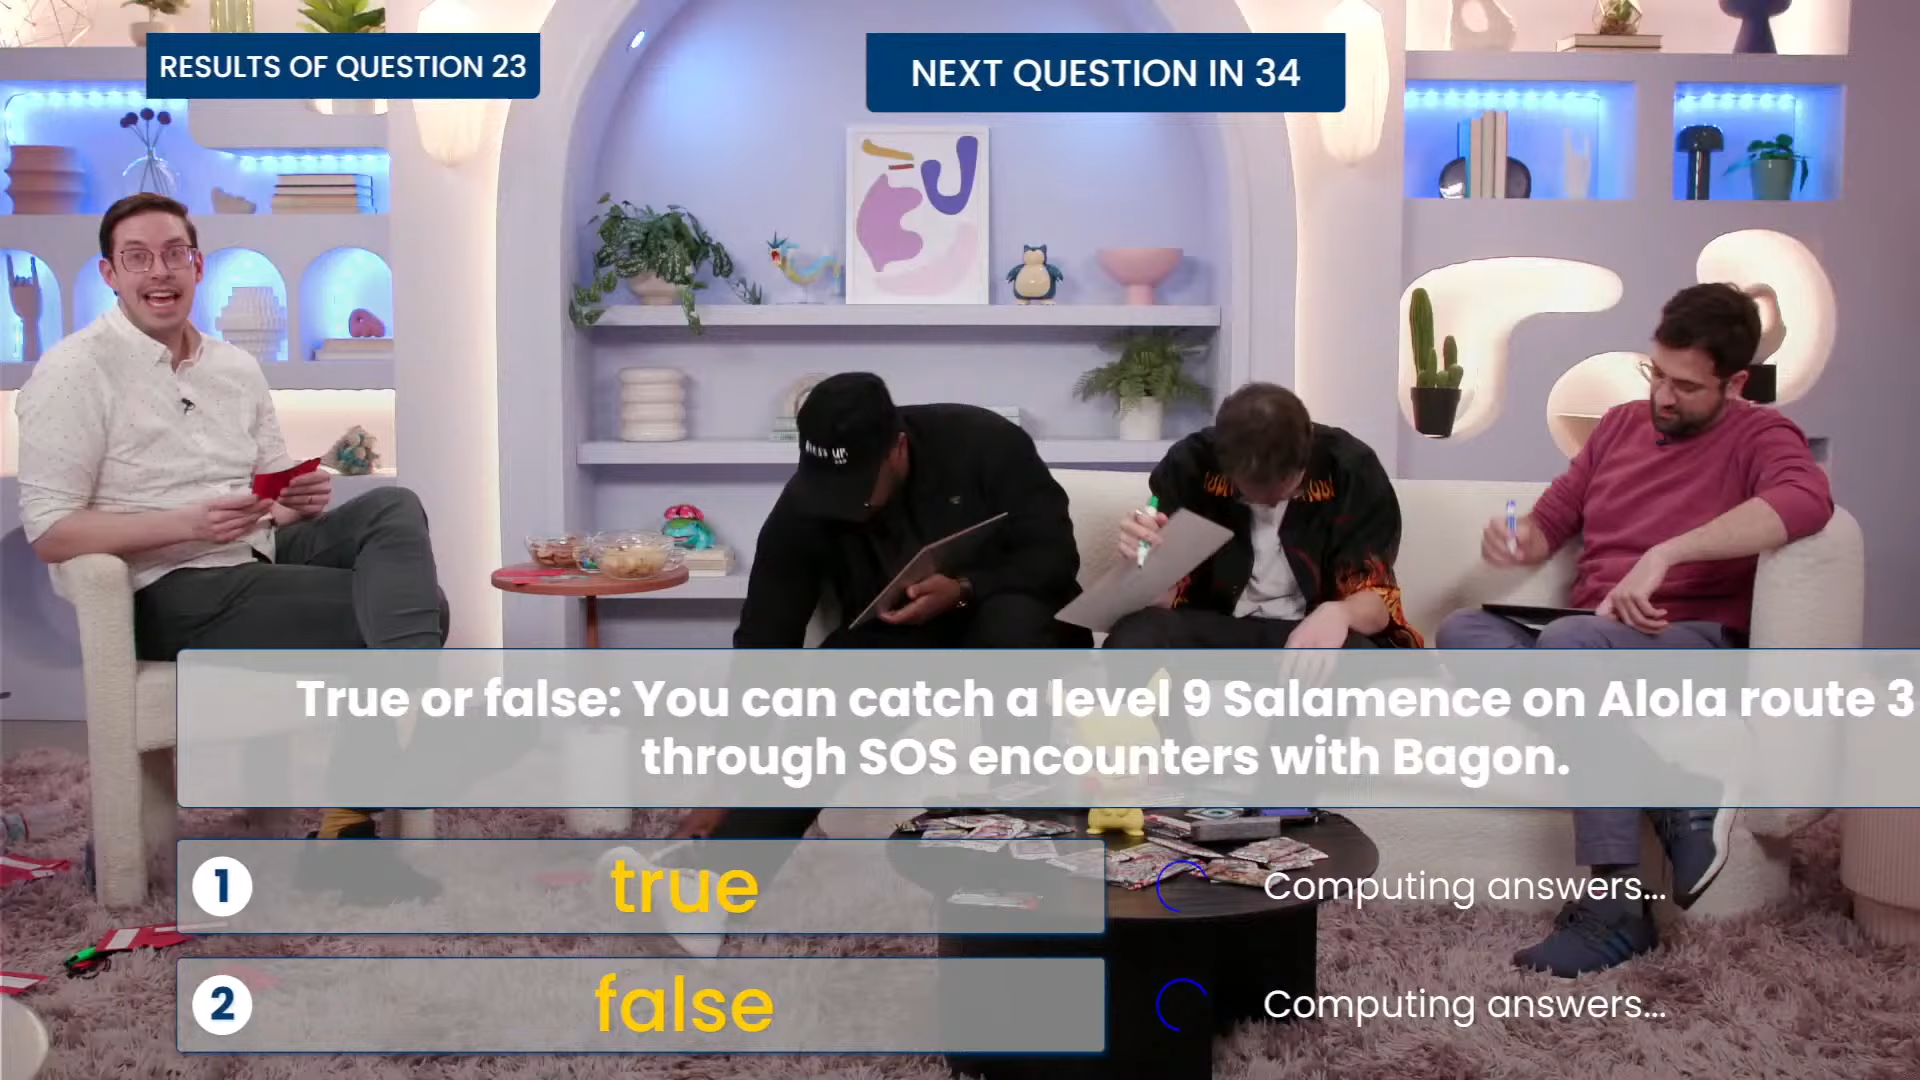 RESULTS OF QUESTION 23
NEXT QUESTION IN 34
True or false: You can catch a level 9 Salamence on Alola route 3
through SOS encounters with Bagon.
1 true Computing answers...
2 false Computing answers...